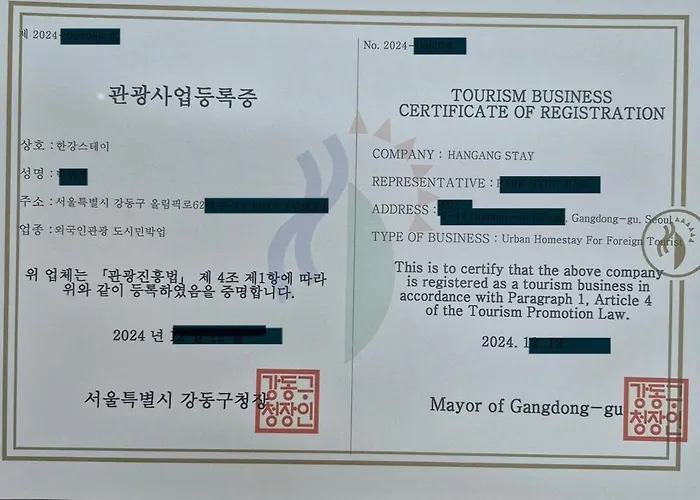 제 2024-
관광사업등록증
상호 : 한강스테이
성명 :
주소 : 서울특별시 강동구 올림픽로62
업종 : 외국인관광 도시민박업
위 업체는 「관광진흥법」 제 4조 제1항에 따라
위와 같이 등록하였음을 증명합니다.
2024 년
서울특별시 강동구청장
강동구
청장인
No. 2024-
TOURISM BUSINESS
CERTIFICATE OF REGISTRATION
COMPANY : HANGANG STAY
REPRESENTATIVE :
ADDRESS : , Gangdong-gu, Seoul
TYPE OF BUSINESS : Urban Homestay For Foreign Tourist
This is to certify that the above company
is registered as a tourism business in
accordance with Paragraph 1, Article 4
of the Tourism Promotion Law.
2024.
Mayor of Gangdong-gu
강동구
청장인